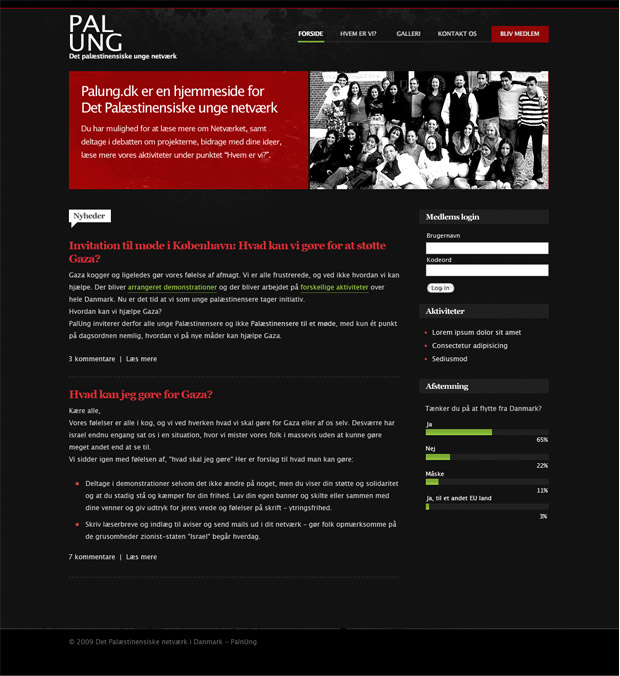 PAL
UNG
Det palæstinensiske unge netværk
FORSIDE HVEM ER VI? GALLERI KONTAKT OS BLIV MEDLEM
Palung.dk er en hjemmeside for
Det Palæstinensiske unge netværk
Du har mulighed for at læse mere om Netværket, samt
deltage i debatten om projekterne, bidrage med dine ideer,
læse mere vores aktiviteter under punktet "Hvem er vi?".
Nyheder
Invitation til møde i København: Hvad kan vi gøre for at støtte
Gaza?
Gaza kogger og ligeledes gør vores følelse af afmagt. Vi er alle frustrerede, og ved ikke hvordan vi kan
hjælpe. Der bliver arrangeret demonstrationer og der bliver arbejdet på forskellige aktiviteter over
hele Danmark. Nu er det tid at vi som unge palæstinensere tager initiativ.
Hvordan kan vi hjælpe Gaza?
PalUng inviterer derfor alle unge Palæstinensere og ikke Palæstinensere til et møde, med kun ét punkt
på dagsordnen nemlig, hvordan vi på nye måder kan hjælpe Gaza.
3 kommentare | Læs mere
Hvad kan jeg gøre for Gaza?
Kære alle,
Vores følelser er alle i kog, og vi ved hverken hvad vi skal gøre for Gaza eller af os selv. Desværre har
israel endnu engang sat os i en situation, hvor vi mister vores folk i massevis uden at kunne gøre
meget andet end at se til.
Vi sidder igen med følelsen af, "hvad skal jeg gøre" Her er forslag til hvad man kan gøre:
Deltage i demonstrationer selvom det ikke ændre på noget, men du viser din støtte og solidaritet
og at du stadig stå og kæmper for din frihed. Lav din egen banner og skilte eller sammen med
dine venner og giv udtryk for jeres vrede og følelser på skrift – ytringsfrihed.
Skriv læserbreve og indlæg til aviser og send mails ud i dit netværk – gør folk opmærksomme på
de grusomheder zionist-staten "Israel" begår hverdag.
7 kommentare | Læs mere
Medlems login
Brugernavn
Kodeord
Log in
Aktiviteter
Lorem ipsum dolor sit amet
Consectetur adipisicing
Sediusmod
Afstemning
Tænker du på at flytte fra Danmark?
Ja
65%
Nej
22%
Måske
11%
Ja, til et andet EU land
3%
© 2009 Det Palæstinensiske netværk i Danmark – PalnUng